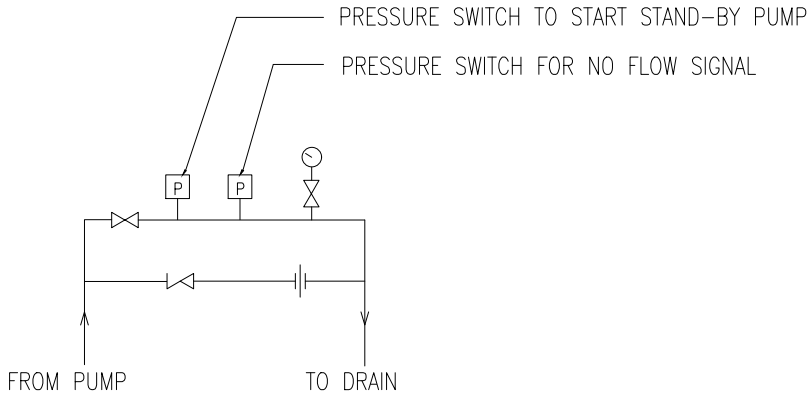 PRESSURE SWITCH TO START STAND-BY PUMP
PRESSURE SWITCH FOR NO FLOW SIGNAL
P
P
FROM PUMP
TO DRAIN